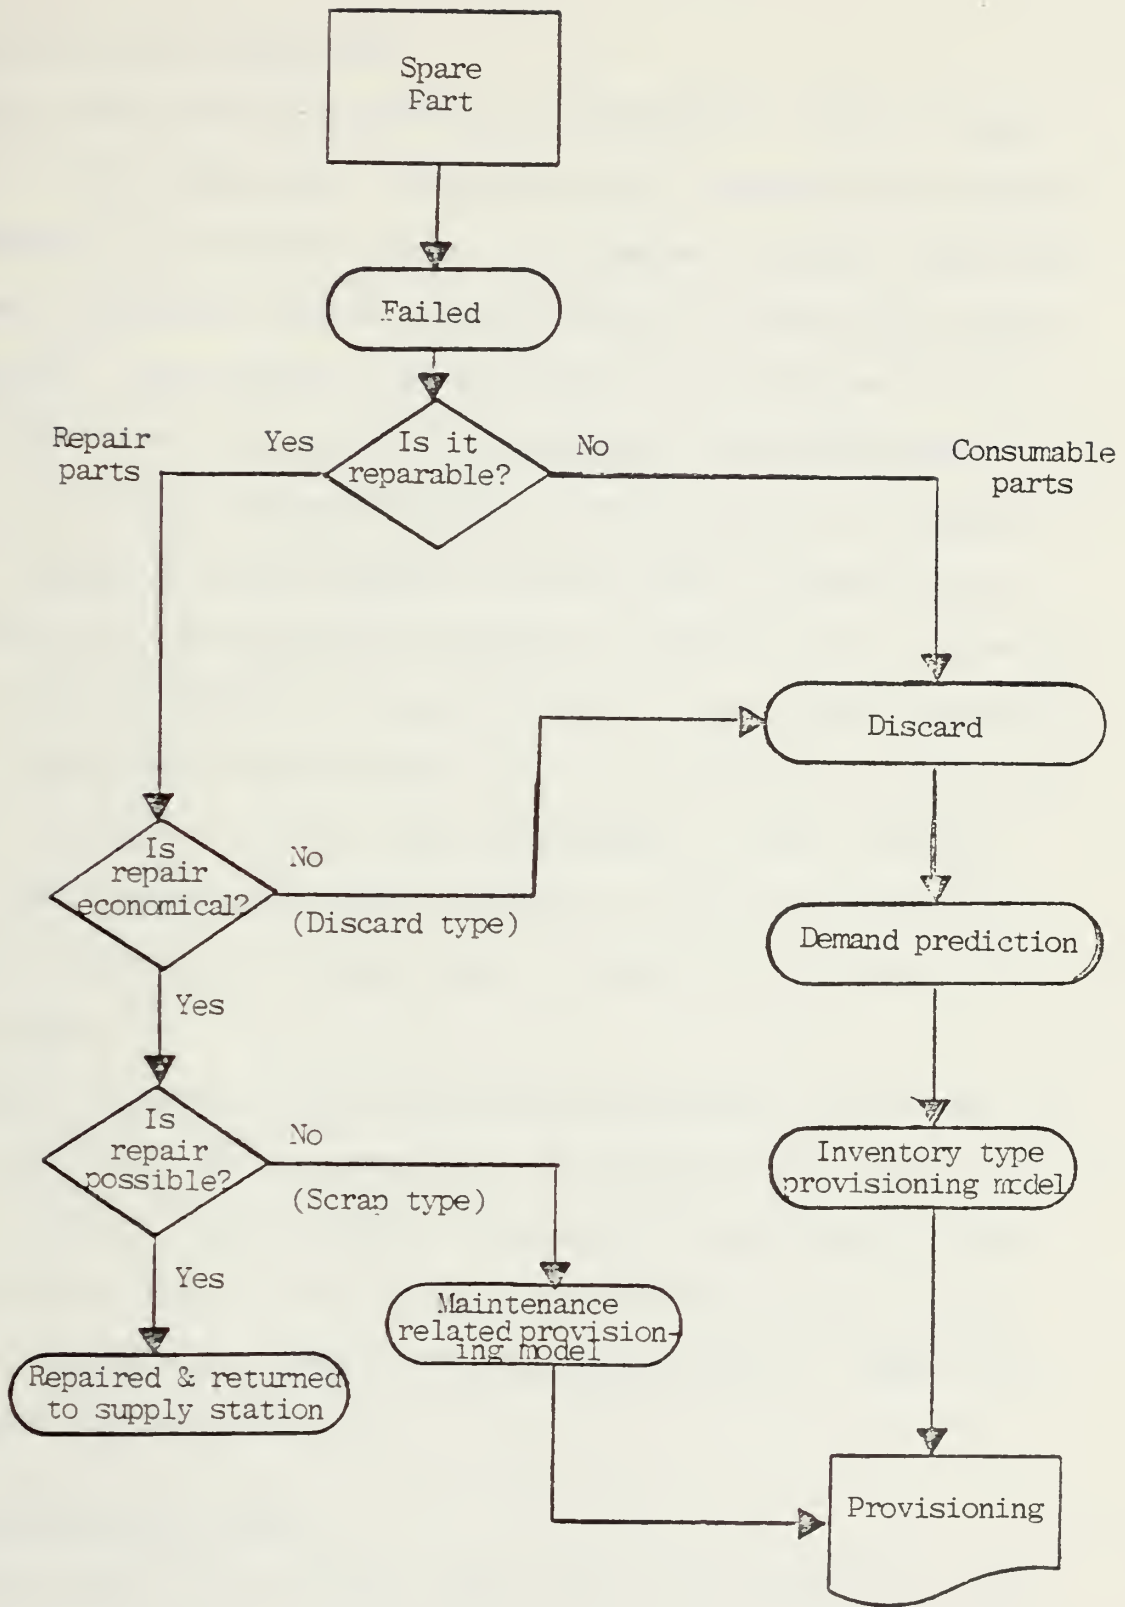 Spare
Part
Failed
Repair
parts
Yes
Is it
reparable?
No
Consumable
parts
Discard
Is
repair
economical?
No
(Discard type)
Demand prediction
Yes
Is
repair
possible?
No
(Scrap type)
Inventory type
provisioning model
Yes
Maintenance
related provision-
ing model
Repaired & returned
to supply station
Provisioning